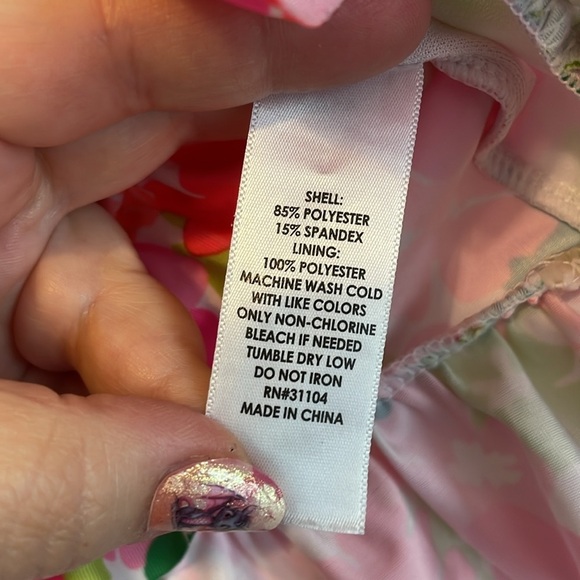 SHELL:
85% POLYESTER
15% SPANDEX
LINING:
100% POLYESTER
MACHINE WASH COLD
WITH LIKE COLORS
ONLY NON-CHLORINE
BLEACH IF NEEDED
TUMBLE DRY LOW
DO NOT IRON
RN#31104
MADE IN CHINA